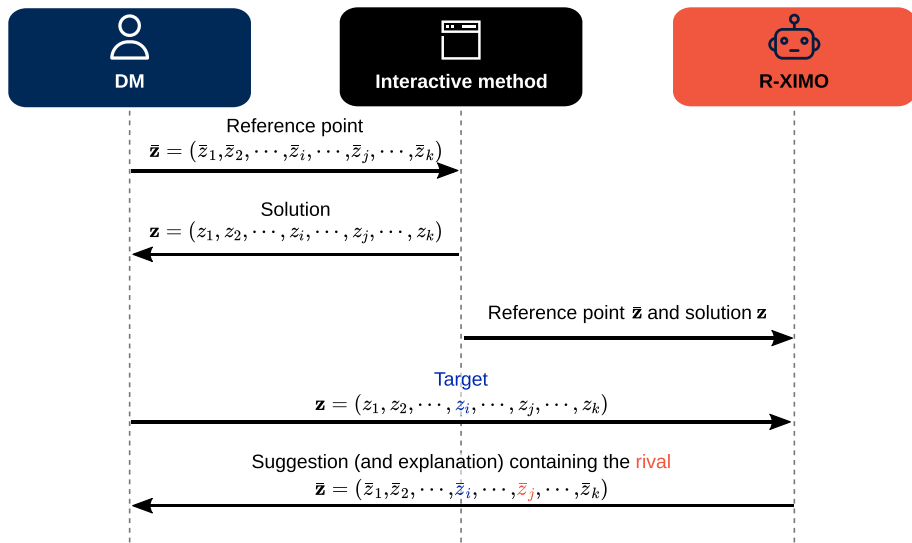 DM
Interactive method
R-XIMO
Reference point
z̄ = (z̄₁,z̄₂,⋯,z̄ᵢ,⋯,z̄ⱼ,⋯,z̄ₖ)
Solution
z = (z₁, z₂, ⋯, zᵢ, ⋯, zⱼ, ⋯, zₖ)
Reference point z̄ and solution z
Target
z = (z₁, z₂, ⋯, zᵢ, ⋯, zⱼ, ⋯, zₖ)
Suggestion (and explanation) containing the rival
z̄ = (z̄₁,z̄₂,⋯,z̄ᵢ,⋯,z̄ⱼ,⋯,z̄ₖ)